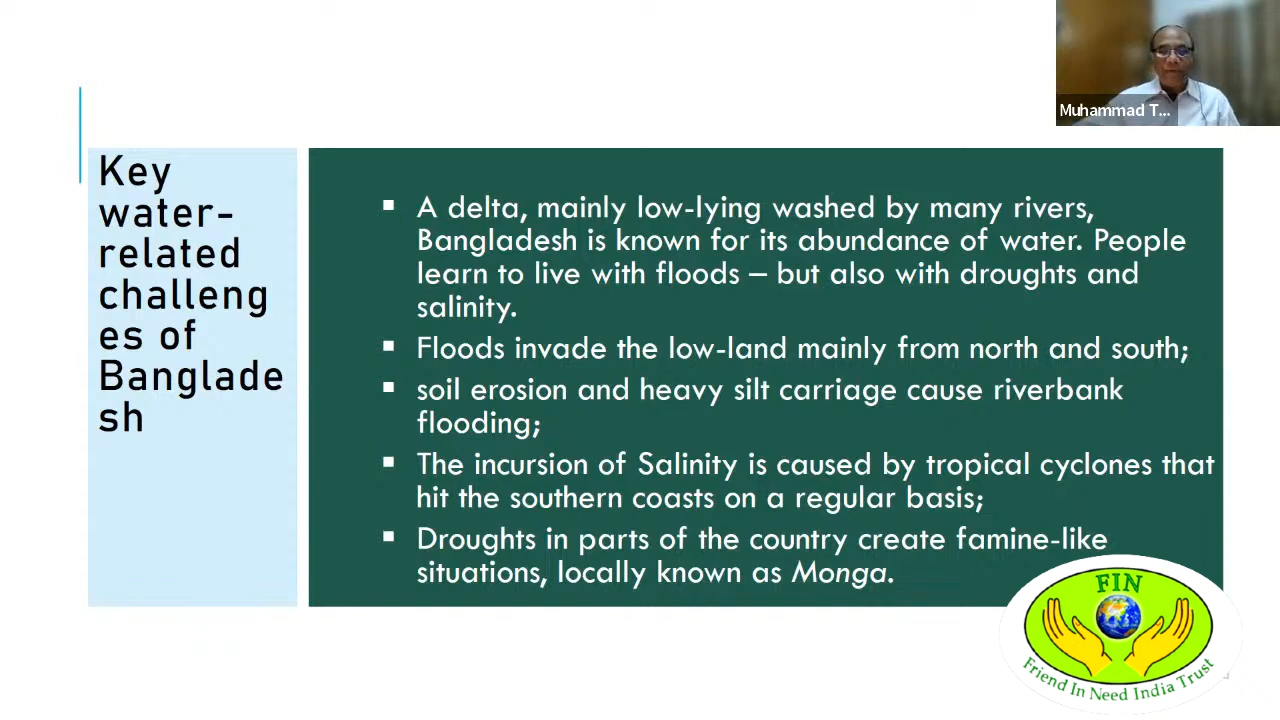 Muhammad T...
Key
water-
related
challeng
es of
Banglade
sh
▪ A delta, mainly low-lying washed by many rivers,
Bangladesh is known for its abundance of water. People
learn to live with floods – but also with droughts and
salinity.
▪ Floods invade the low-land mainly from north and south;
▪ soil erosion and heavy silt carriage cause riverbank
flooding;
▪ The incursion of Salinity is caused by tropical cyclones that
hit the southern coasts on a regular basis;
▪ Droughts in parts of the country create famine-like
situations, locally known as Monga.
FIN
Friend In Need India Trust